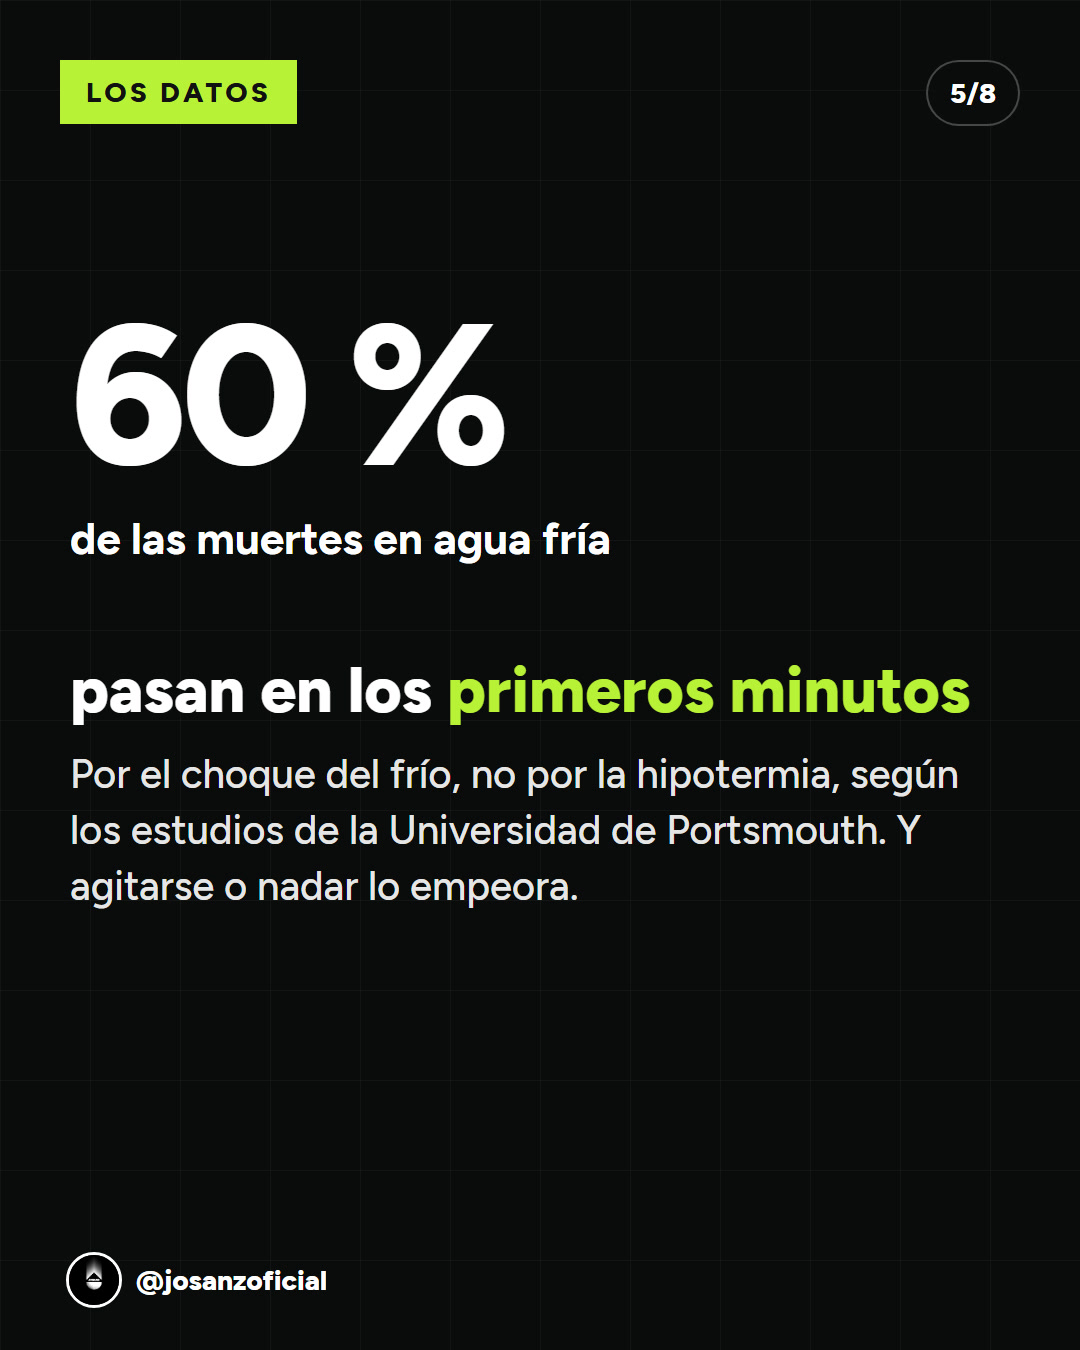 LOS DATOS
5/8
60 %
de las muertes en agua fría
pasan en los primeros minutos
Por el choque del frío, no por la hipotermia, según
los estudios de la Universidad de Portsmouth. Y
agitarse o nadar lo empeora.
@josanzoficial